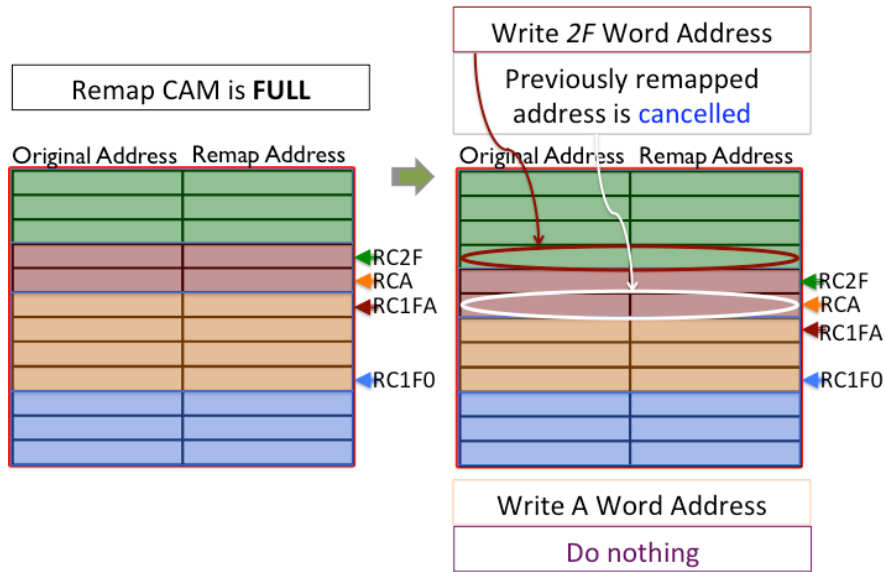 Remap CAM is FULL
Original Address Remap Address
RC2F
RCA
RC1FA
RC1F0
Write 2F Word Address
Previously remapped
address is cancelled
Original Address Remap Address
RC2F
RCA
RC1FA
RC1F0
Write A Word Address
Do nothing